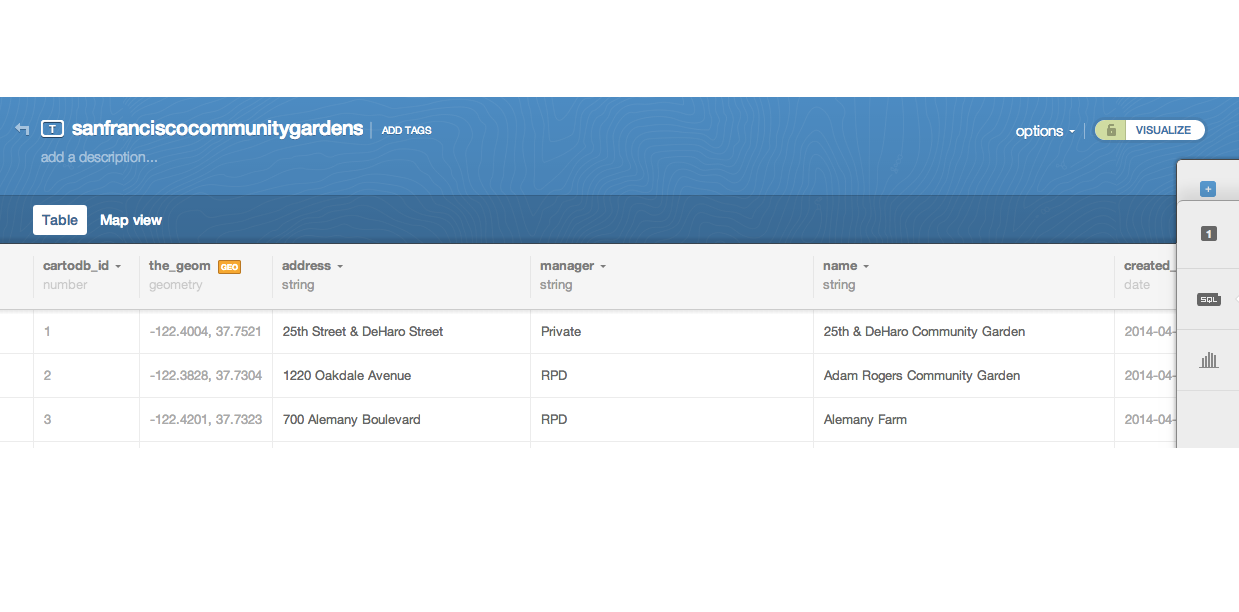 T sanfranciscocommunitygardens ADD TAGS
options VISUALIZE
add a description...
+
Table Map view
1
cartodb_id the_geom GEO address manager name created_
number geometry string string string date
SQL
1 -122.4004, 37.7521 25th Street & DeHaro Street Private 25th & DeHaro Community Garden 2014-04-
2 -122.3828, 37.7304 1220 Oakdale Avenue RPD Adam Rogers Community Garden 2014-04-
3 -122.4201, 37.7323 700 Alemany Boulevard RPD Alemany Farm 2014-04-